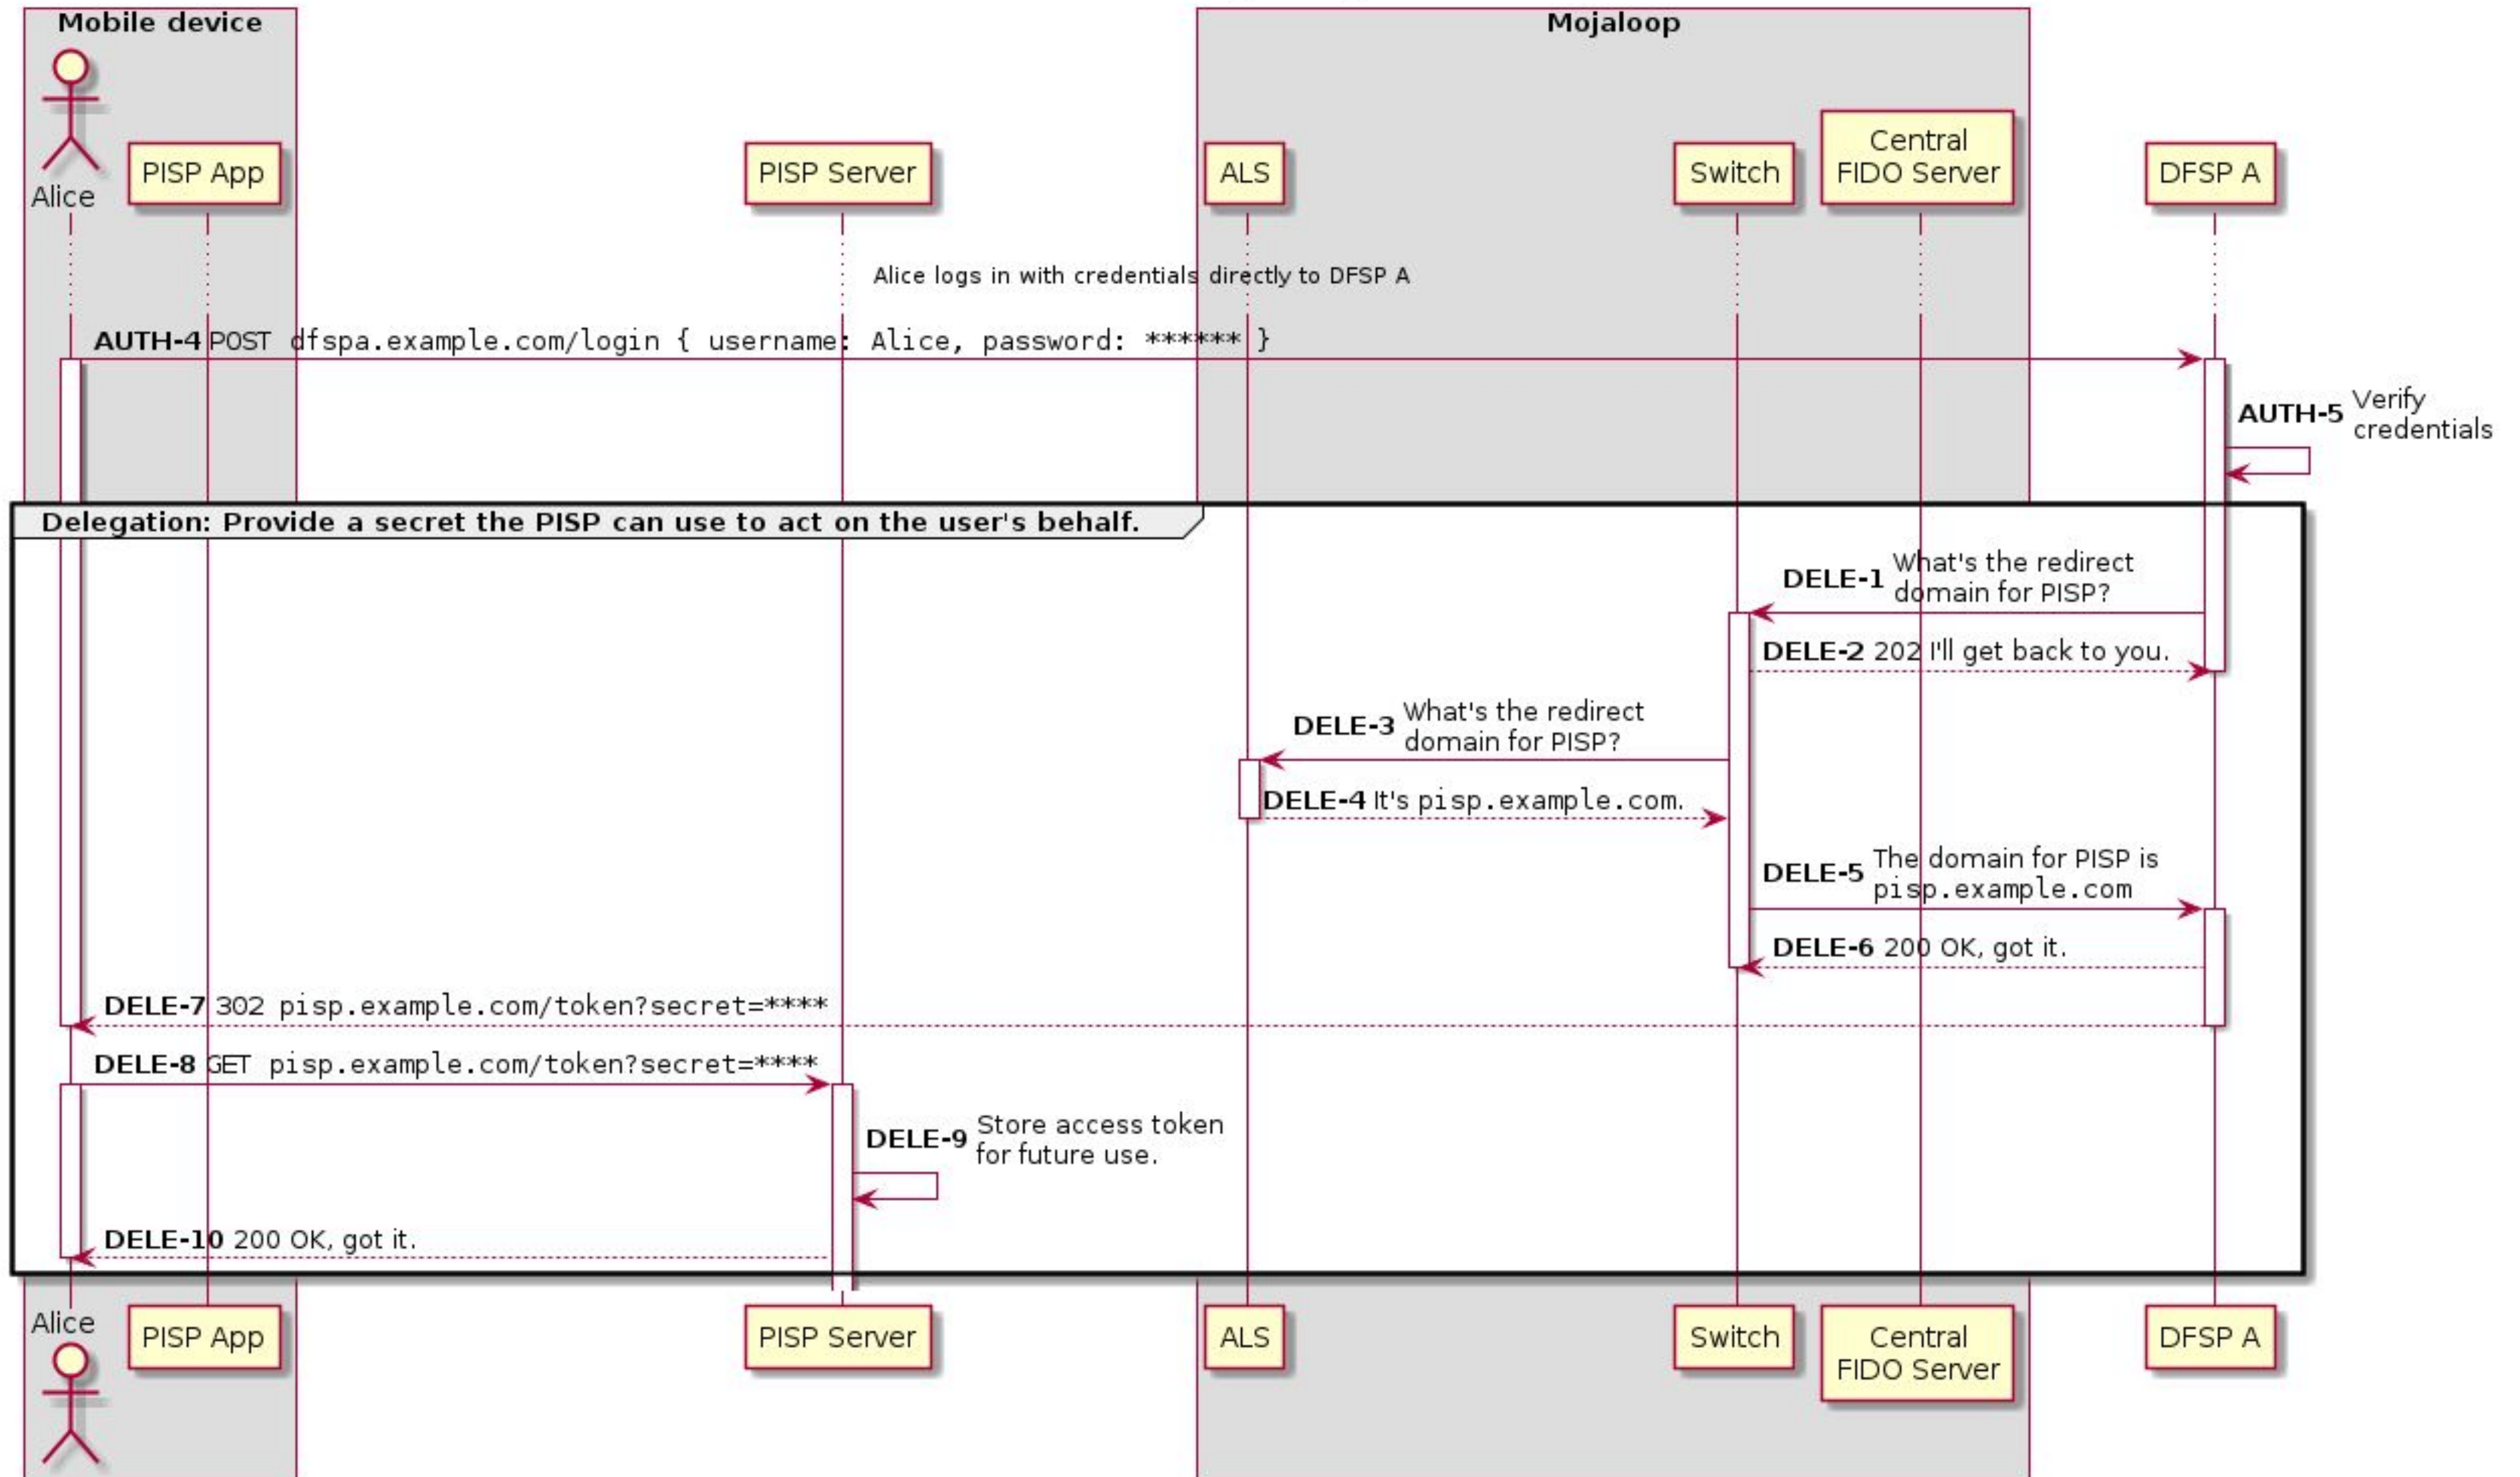 Mobile device
Mojaloop
Alice
PISP App
PISP Server
ALS
Switch
Central
FIDO Server
DFSP A
Alice logs in with credentials directly to DFSP A
AUTH-4 POST dfspa.example.com/login { username: Alice, password: ****** }
AUTH-5 Verify
credentials
Delegation: Provide a secret the PISP can use to act on the user's behalf.
DELE-1 What's the redirect
domain for PISP?
DELE-2 202 I'll get back to you.
DELE-3 What's the redirect
domain for PISP?
DELE-4 It's pisp.example.com.
DELE-5 The domain for PISP is
pisp.example.com
DELE-6 200 OK, got it.
DELE-7 302 pisp.example.com/token?secret=****
DELE-8 GET pisp.example.com/token?secret=****
DELE-9 Store access token
for future use.
DELE-10 200 OK, got it.
Alice
PISP App
PISP Server
ALS
Switch
Central
FIDO Server
DFSP A